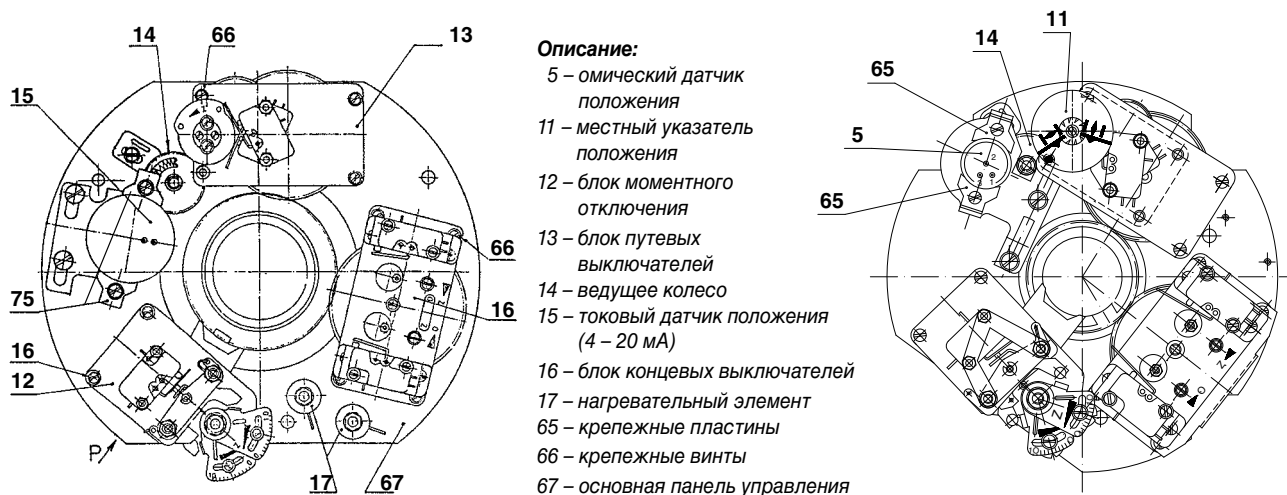 14
66
13
15
66
75
16
16
12
P
17
67
Описание:
5 – омический датчик
положения
11 – местный указатель
положения
12 – блок моментного
отключения
13 – блок путевых
выключателей
14 – ведущее колесо
15 – токовый датчик положения
(4 – 20 мА)
16 – блок концевых выключателей
17 – нагревательный элемент
65 – крепежные пластины
66 – крепежные винты
67 – основная панель управления
11
14
65
5
65